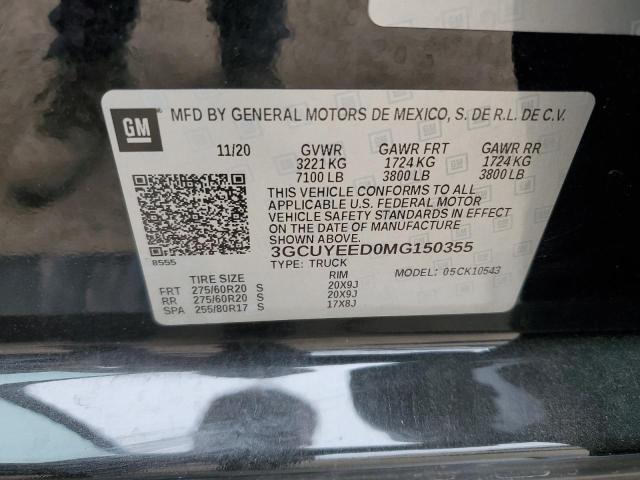 GM
GM
MFD BY GENERAL MOTORS DE MEXICO, S. DE R.L. DE C.V.
11/20 GVWR GAWR FRT GAWR RR
3221 KG 1724 KG 1724 KG
7100 LB 3800 LB 3800 LB
THIS VEHICLE CONFORMS TO ALL
APPLICABLE U.S. FEDERAL MOTOR
VEHICLE SAFETY STANDARDS IN EFFECT
ON THE DATE OF MANUFACTURE
SHOWN ABOVE.
3GCUYEED0MG150355
TYPE: TRUCK MODEL: 05CK10543
8555
TIRE SIZE RIM
FRT 275/60R20 S 20X9J
RR 275/60R20 S 20X9J
SPA 255/80R17 S 17X8J